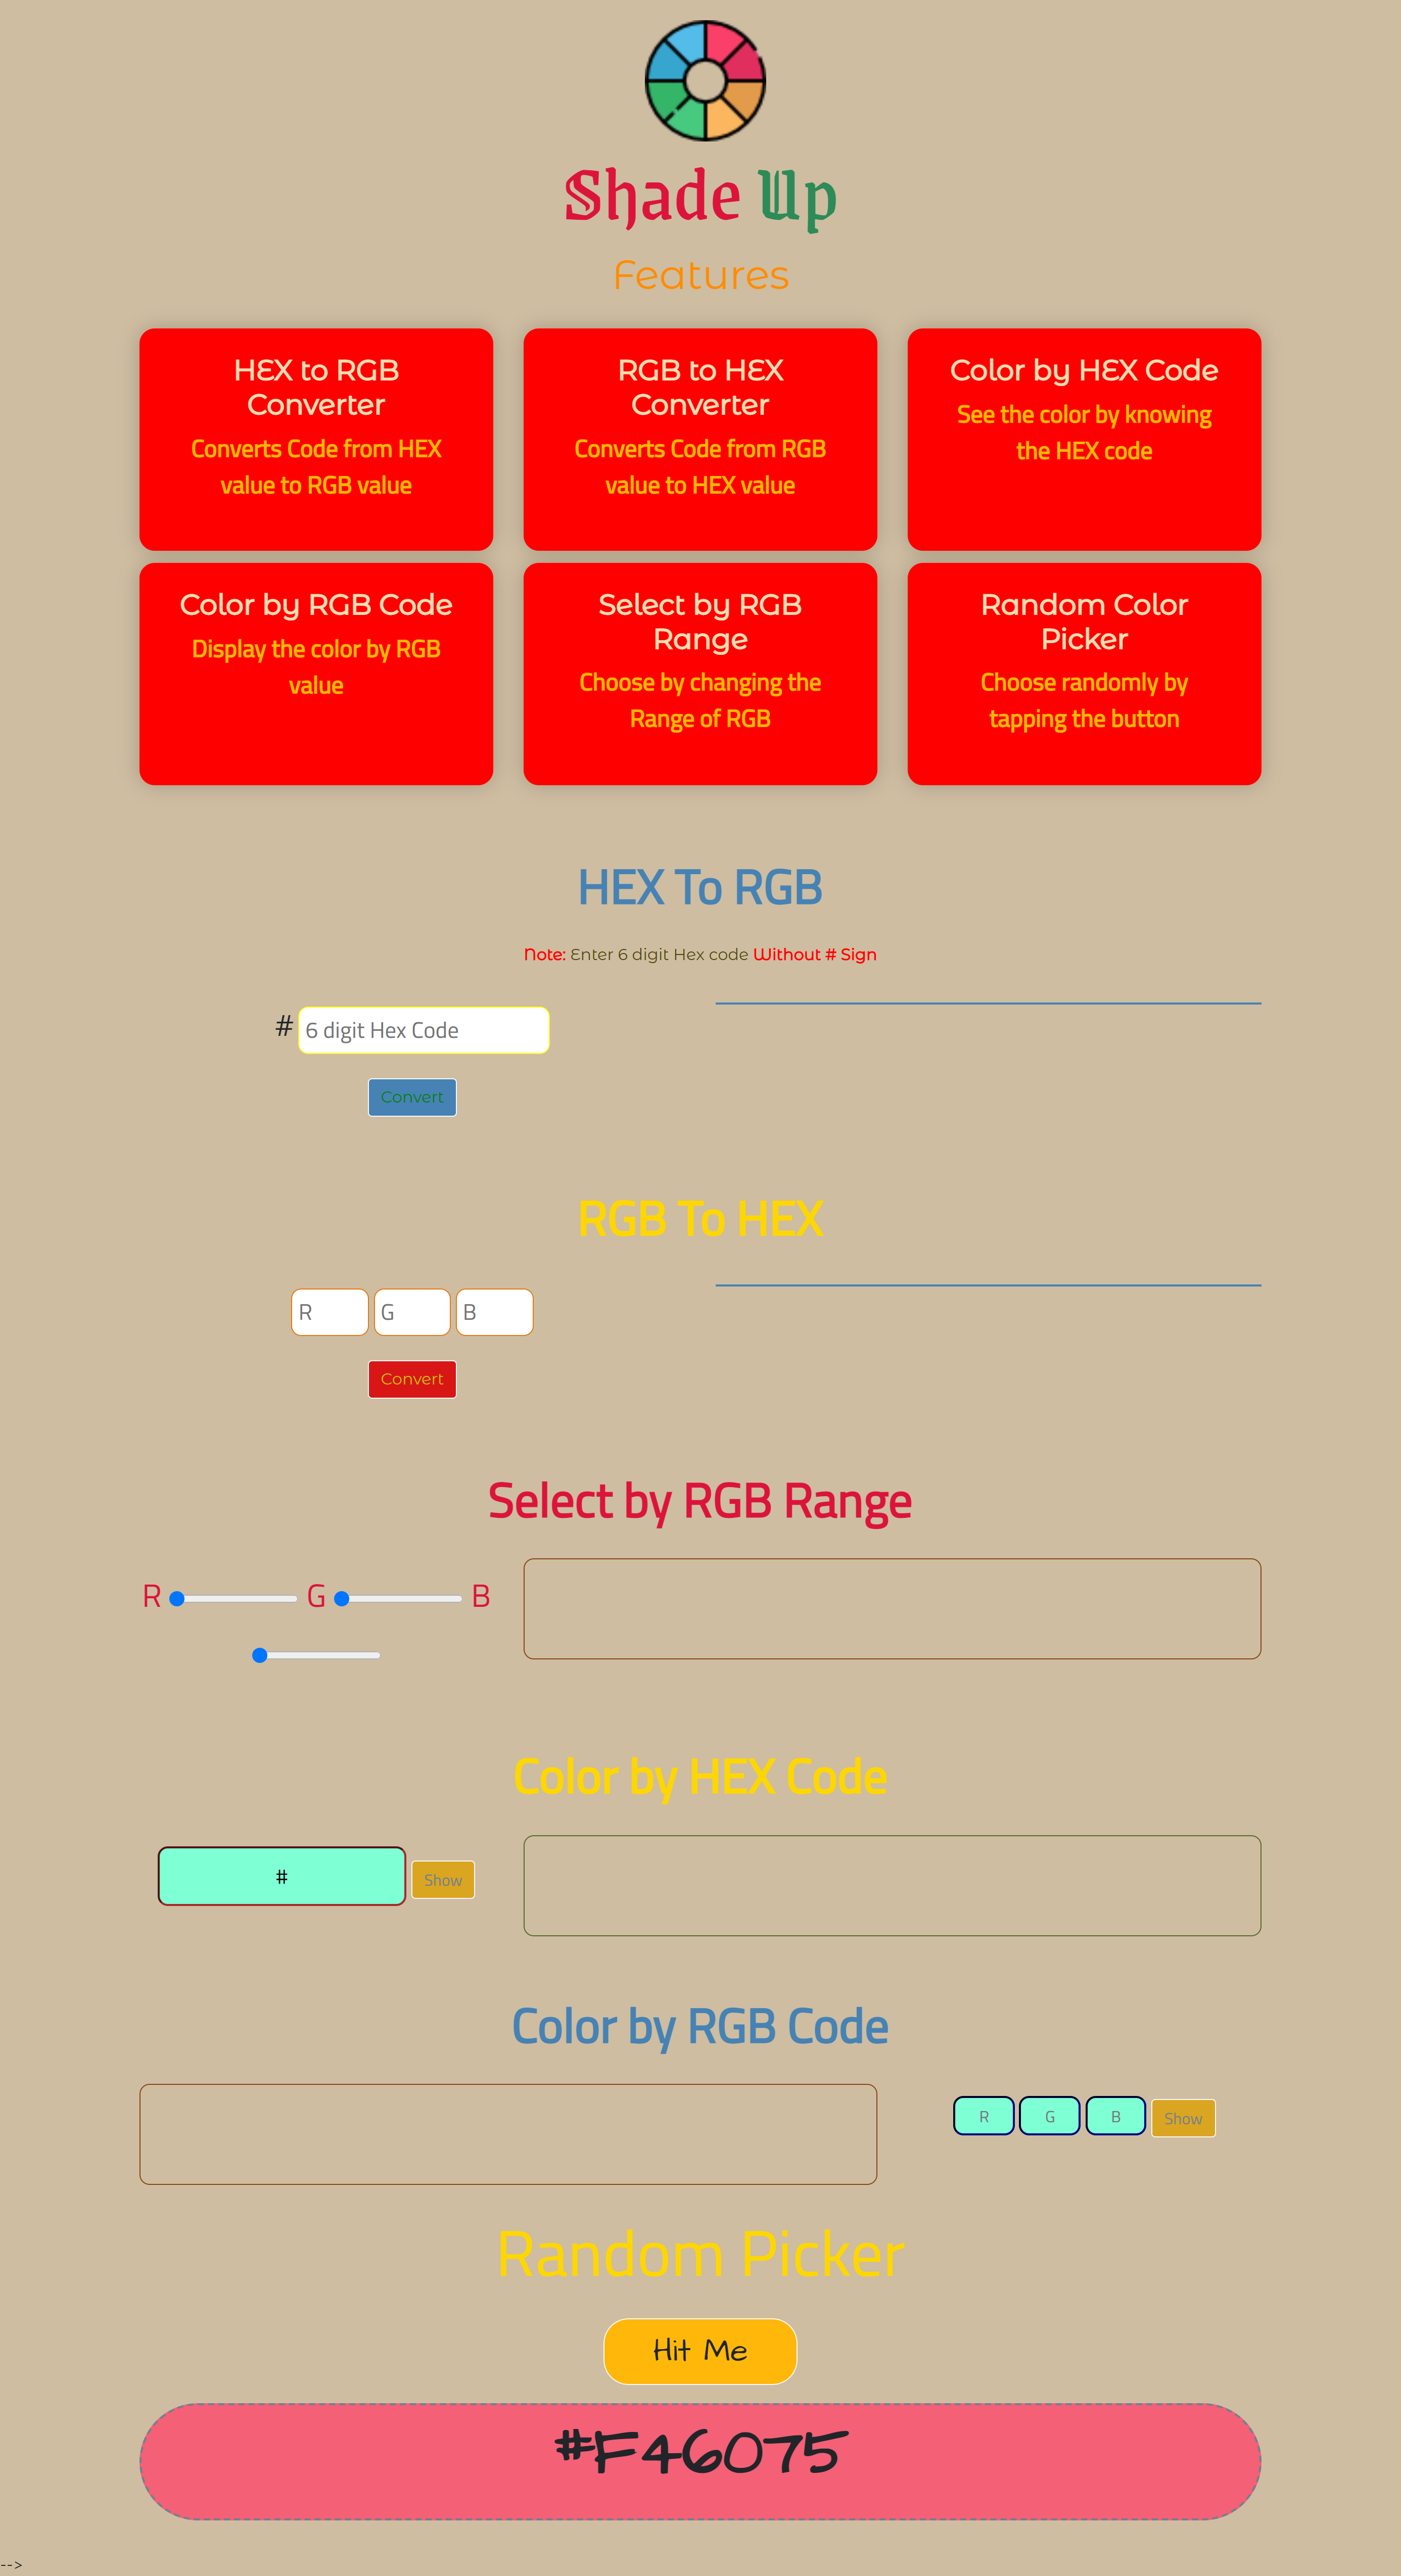 Shade Up
Features
HEX to RGB
Converter
Converts Code from HEX
value to RGB value
RGB to HEX
Converter
Converts Code from RGB
value to HEX value
Color by HEX Code
See the color by knowing
the HEX code
Color by RGB Code
Display the color by RGB
value
Select by RGB
Range
Choose by changing the
Range of RGB
Random Color
Picker
Choose randomly by
tapping the button
HEX To RGB
Note: Enter 6 digit Hex code Without # Sign
# 6 digit Hex Code
Convert
RGB To HEX
R G B
Convert
Select by RGB Range
R G B
Color by HEX Code
# Show
Color by RGB Code
R G B Show
Random Picker
Hit Me
#F46075
-->